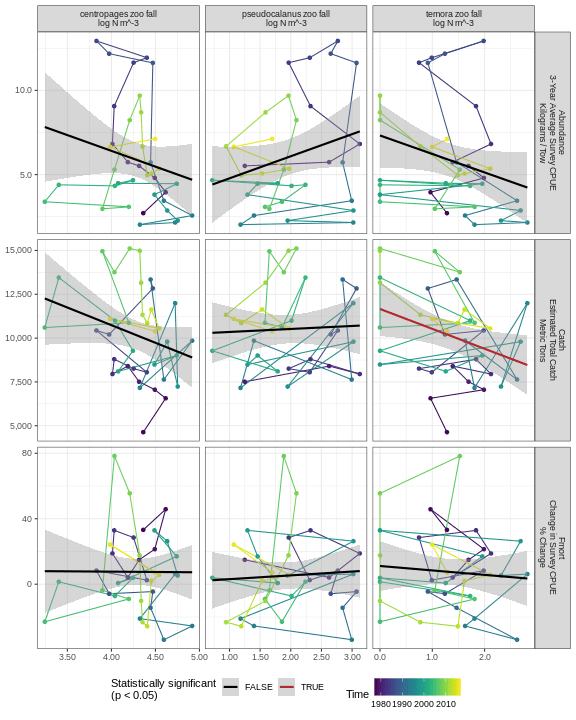 centropages zoo fall
log N m^-3
pseudocalanus zoo fall
log N m^-3
temora zoo fall
log N m^-3
10.0
5.0
Abundance
3-Year Average Survey CPUE
Kilograms / Tow
15,000
12,500
10,000
7,500
5,000
Catch
Estimated Total Catch
Metric Tons
80
40
0
Fmort
Change in Survey CPUE
% Change
3.50
4.00
4.50
5.00
1.00
1.50
2.00
2.50
3.00
0.0
1.0
2.0
Statistically significant
(p < 0.05)
FALSE
TRUE
Time
1980 1990 2000 2010